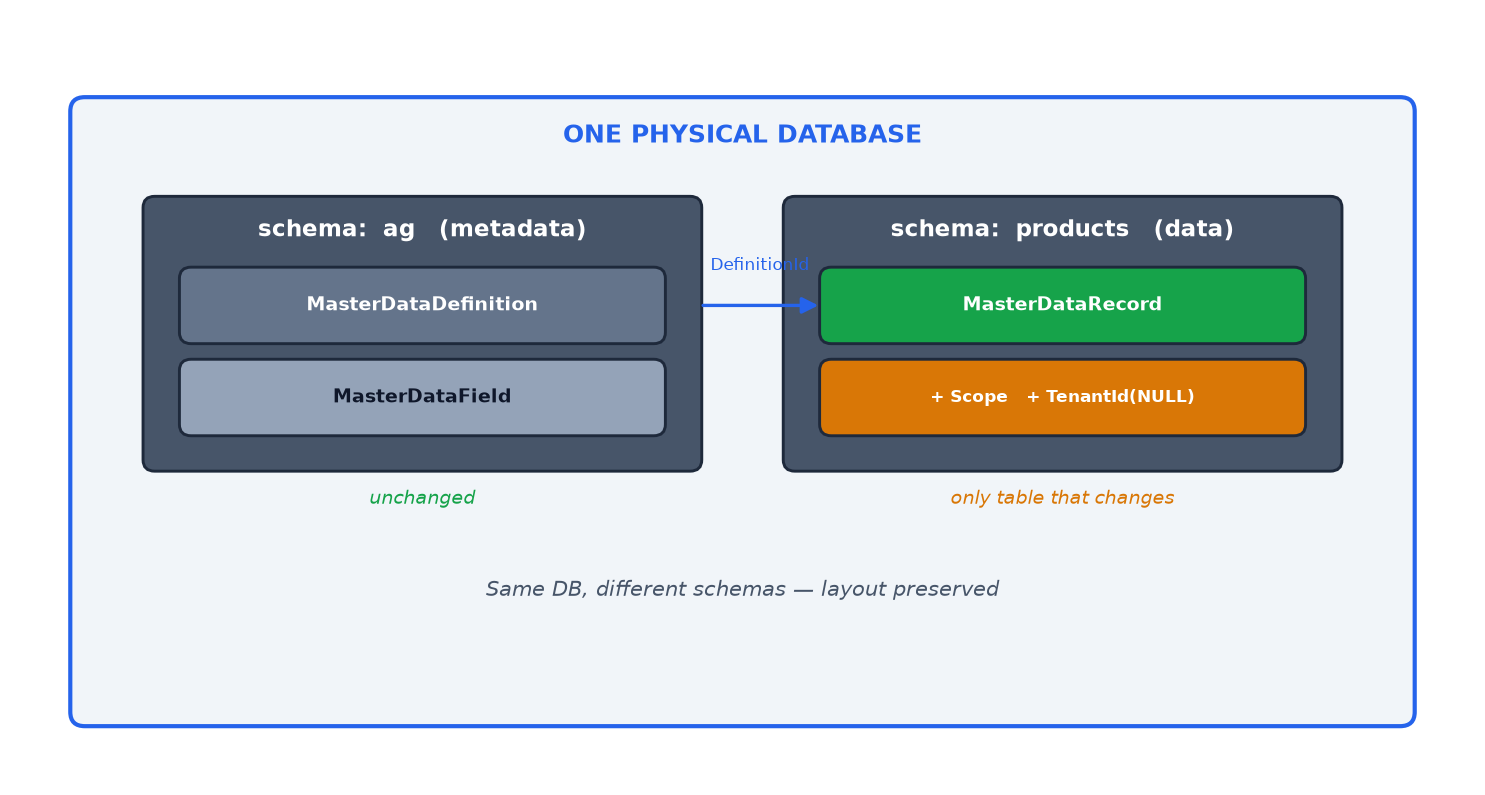 ONE PHYSICAL DATABASE
schema: ag (metadata)
MasterDataDefinition
MasterDataField
unchanged
DefinitionId
schema: products (data)
MasterDataRecord
+ Scope + TenantId(NULL)
only table that changes
Same DB, different schemas — layout preserved